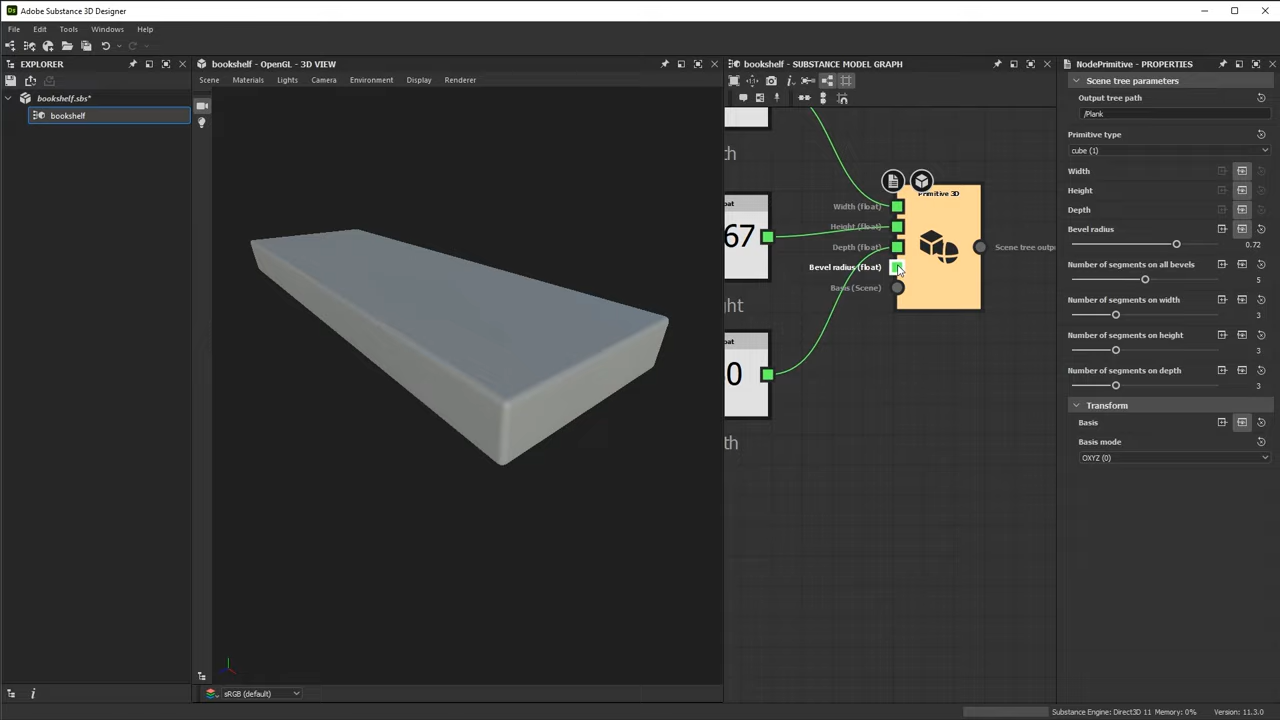 Adobe Substance 3D Designer
File Edit Tools Windows Help
EXPLORER
bookshelf.sbs*
bookshelf
bookshelf - OpenGL - 3D VIEW
Scene Materials Lights Camera Environment Display Renderer
sRGB (default)
bookshelf - SUBSTANCE MODEL GRAPH
Primitive 3D
Width (float)
Height (float)
Depth (float)
Bevel radius (float)
Basis (Scene)
Scene tree outpu
67
NodePrimitive - PROPERTIES
Scene tree parameters
Output tree path
/Plank
Primitive type
cube (1)
Width
Height
Depth
Bevel radius
0.72
Number of segments on all bevels
5
Number of segments on width
3
Number of segments on height
3
Number of segments on depth
3
Transform
Basis
Basis mode
OXYZ (0)
Substance Engine: Direct3D 11 Memory: 0% Version: 11.3.0